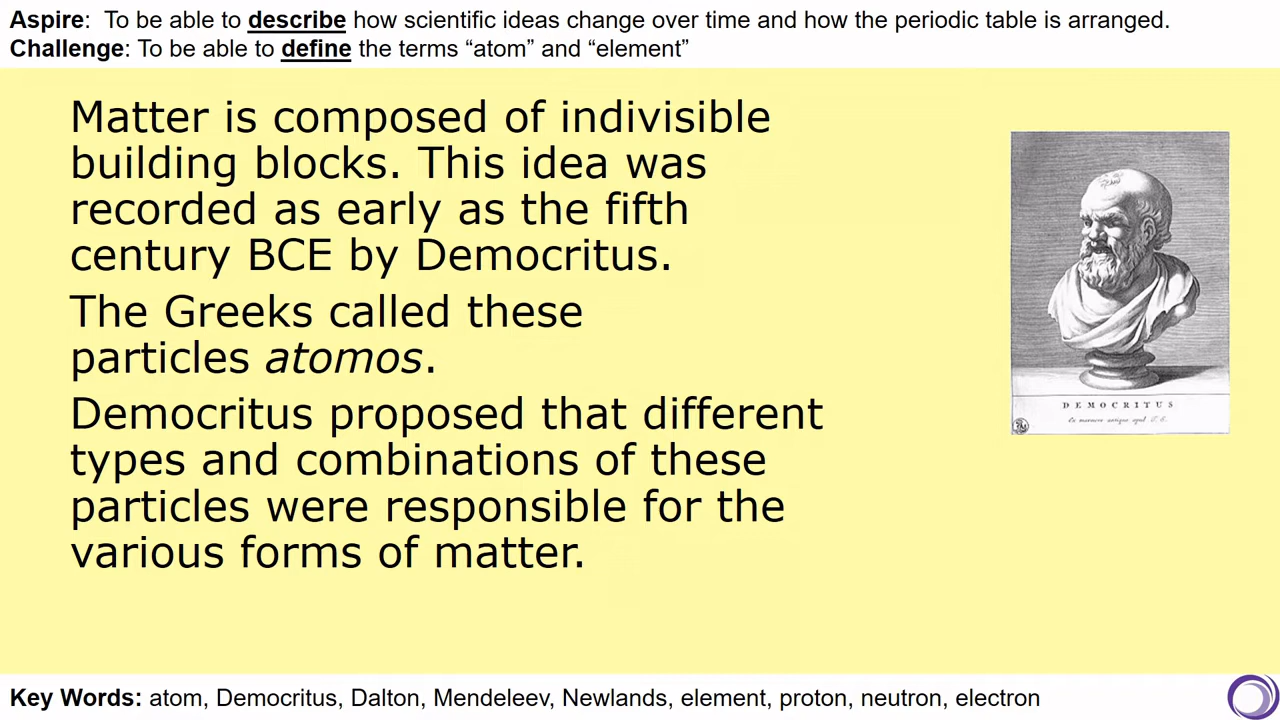 Aspire: To be able to describe how scientific ideas change over time and how the periodic table is arranged.
Challenge: To be able to define the terms “atom” and “element”
Matter is composed of indivisible
building blocks. This idea was
recorded as early as the fifth
century BCE by Democritus.
The Greeks called these
particles atomos.
Democritus proposed that different
types and combinations of these
particles were responsible for the
various forms of matter.
DEMOCRITUS
Key Words: atom, Democritus, Dalton, Mendeleev, Newlands, element, proton, neutron, electron